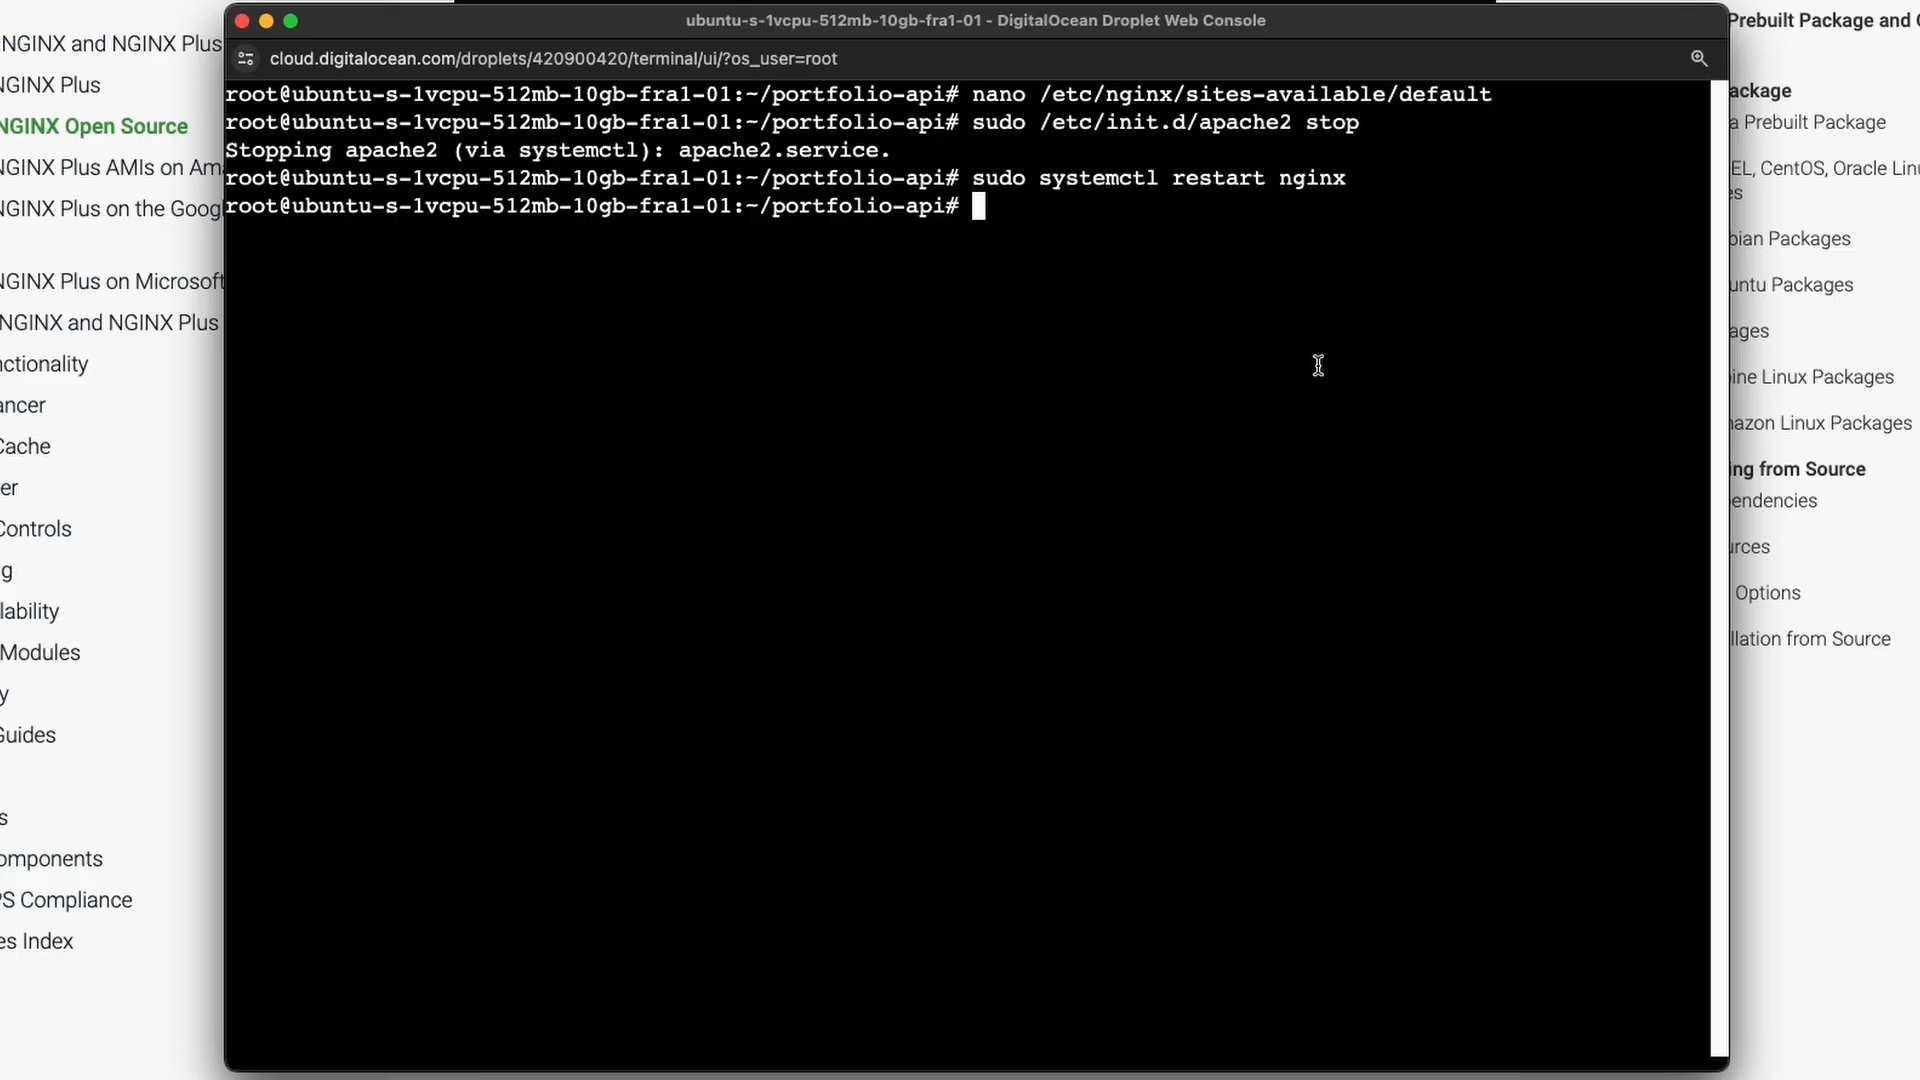 ubuntu-s-1vcpu-512mb-10gb-fra1-01 - DigitalOcean Droplet Web Console
cloud.digitalocean.com/droplets/420900420/terminal/ui/?os_user=root
root@ubuntu-s-1vcpu-512mb-10gb-fra1-01:~/portfolio-api# nano /etc/nginx/sites-available/default
root@ubuntu-s-1vcpu-512mb-10gb-fra1-01:~/portfolio-api# sudo /etc/init.d/apache2 stop
Stopping apache2 (via systemctl): apache2.service.
root@ubuntu-s-1vcpu-512mb-10gb-fra1-01:~/portfolio-api# sudo systemctl restart nginx
root@ubuntu-s-1vcpu-512mb-10gb-fra1-01:~/portfolio-api#
NGINX and NGINX Plus
NGINX Plus
NGINX Open Source
NGINX Plus AMIs on Am
NGINX Plus on the Goog
NGINX Plus on Microsoft
NGINX and NGINX Plus
nctionality
ancer
Cache
er
Controls
g
lability
Modules
y
Guides
s
omponents
PS Compliance
es Index
Prebuilt Package and
ackage
a Prebuilt Package
EL, CentOS, Oracle Linu
es
bian Packages
untu Packages
ages
ine Linux Packages
azon Linux Packages
ing from Source
endencies
urces
Options
llation from Source